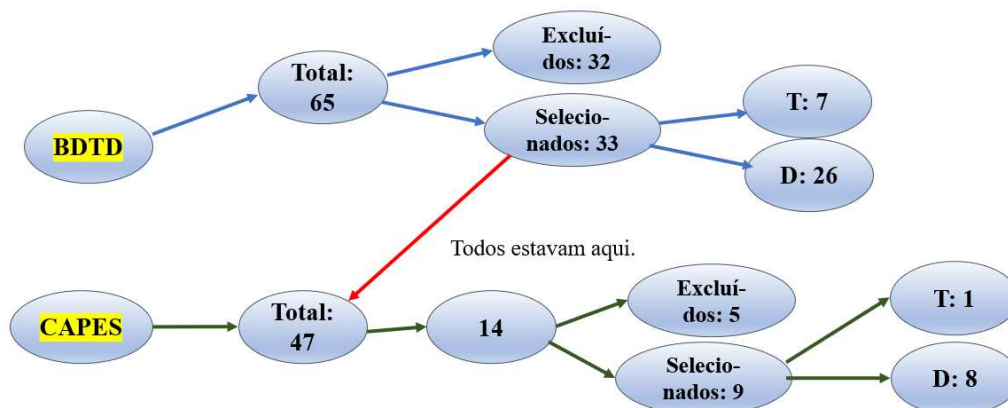 BDTD
Total:
65
Excluí-
dos: 32
Selecio-
nados: 33
T: 7
D: 26
Todos estavam aqui.
CAPES
Total:
47
14
Excluí-
dos: 5
Selecio-
nados: 9
T: 1
D: 8